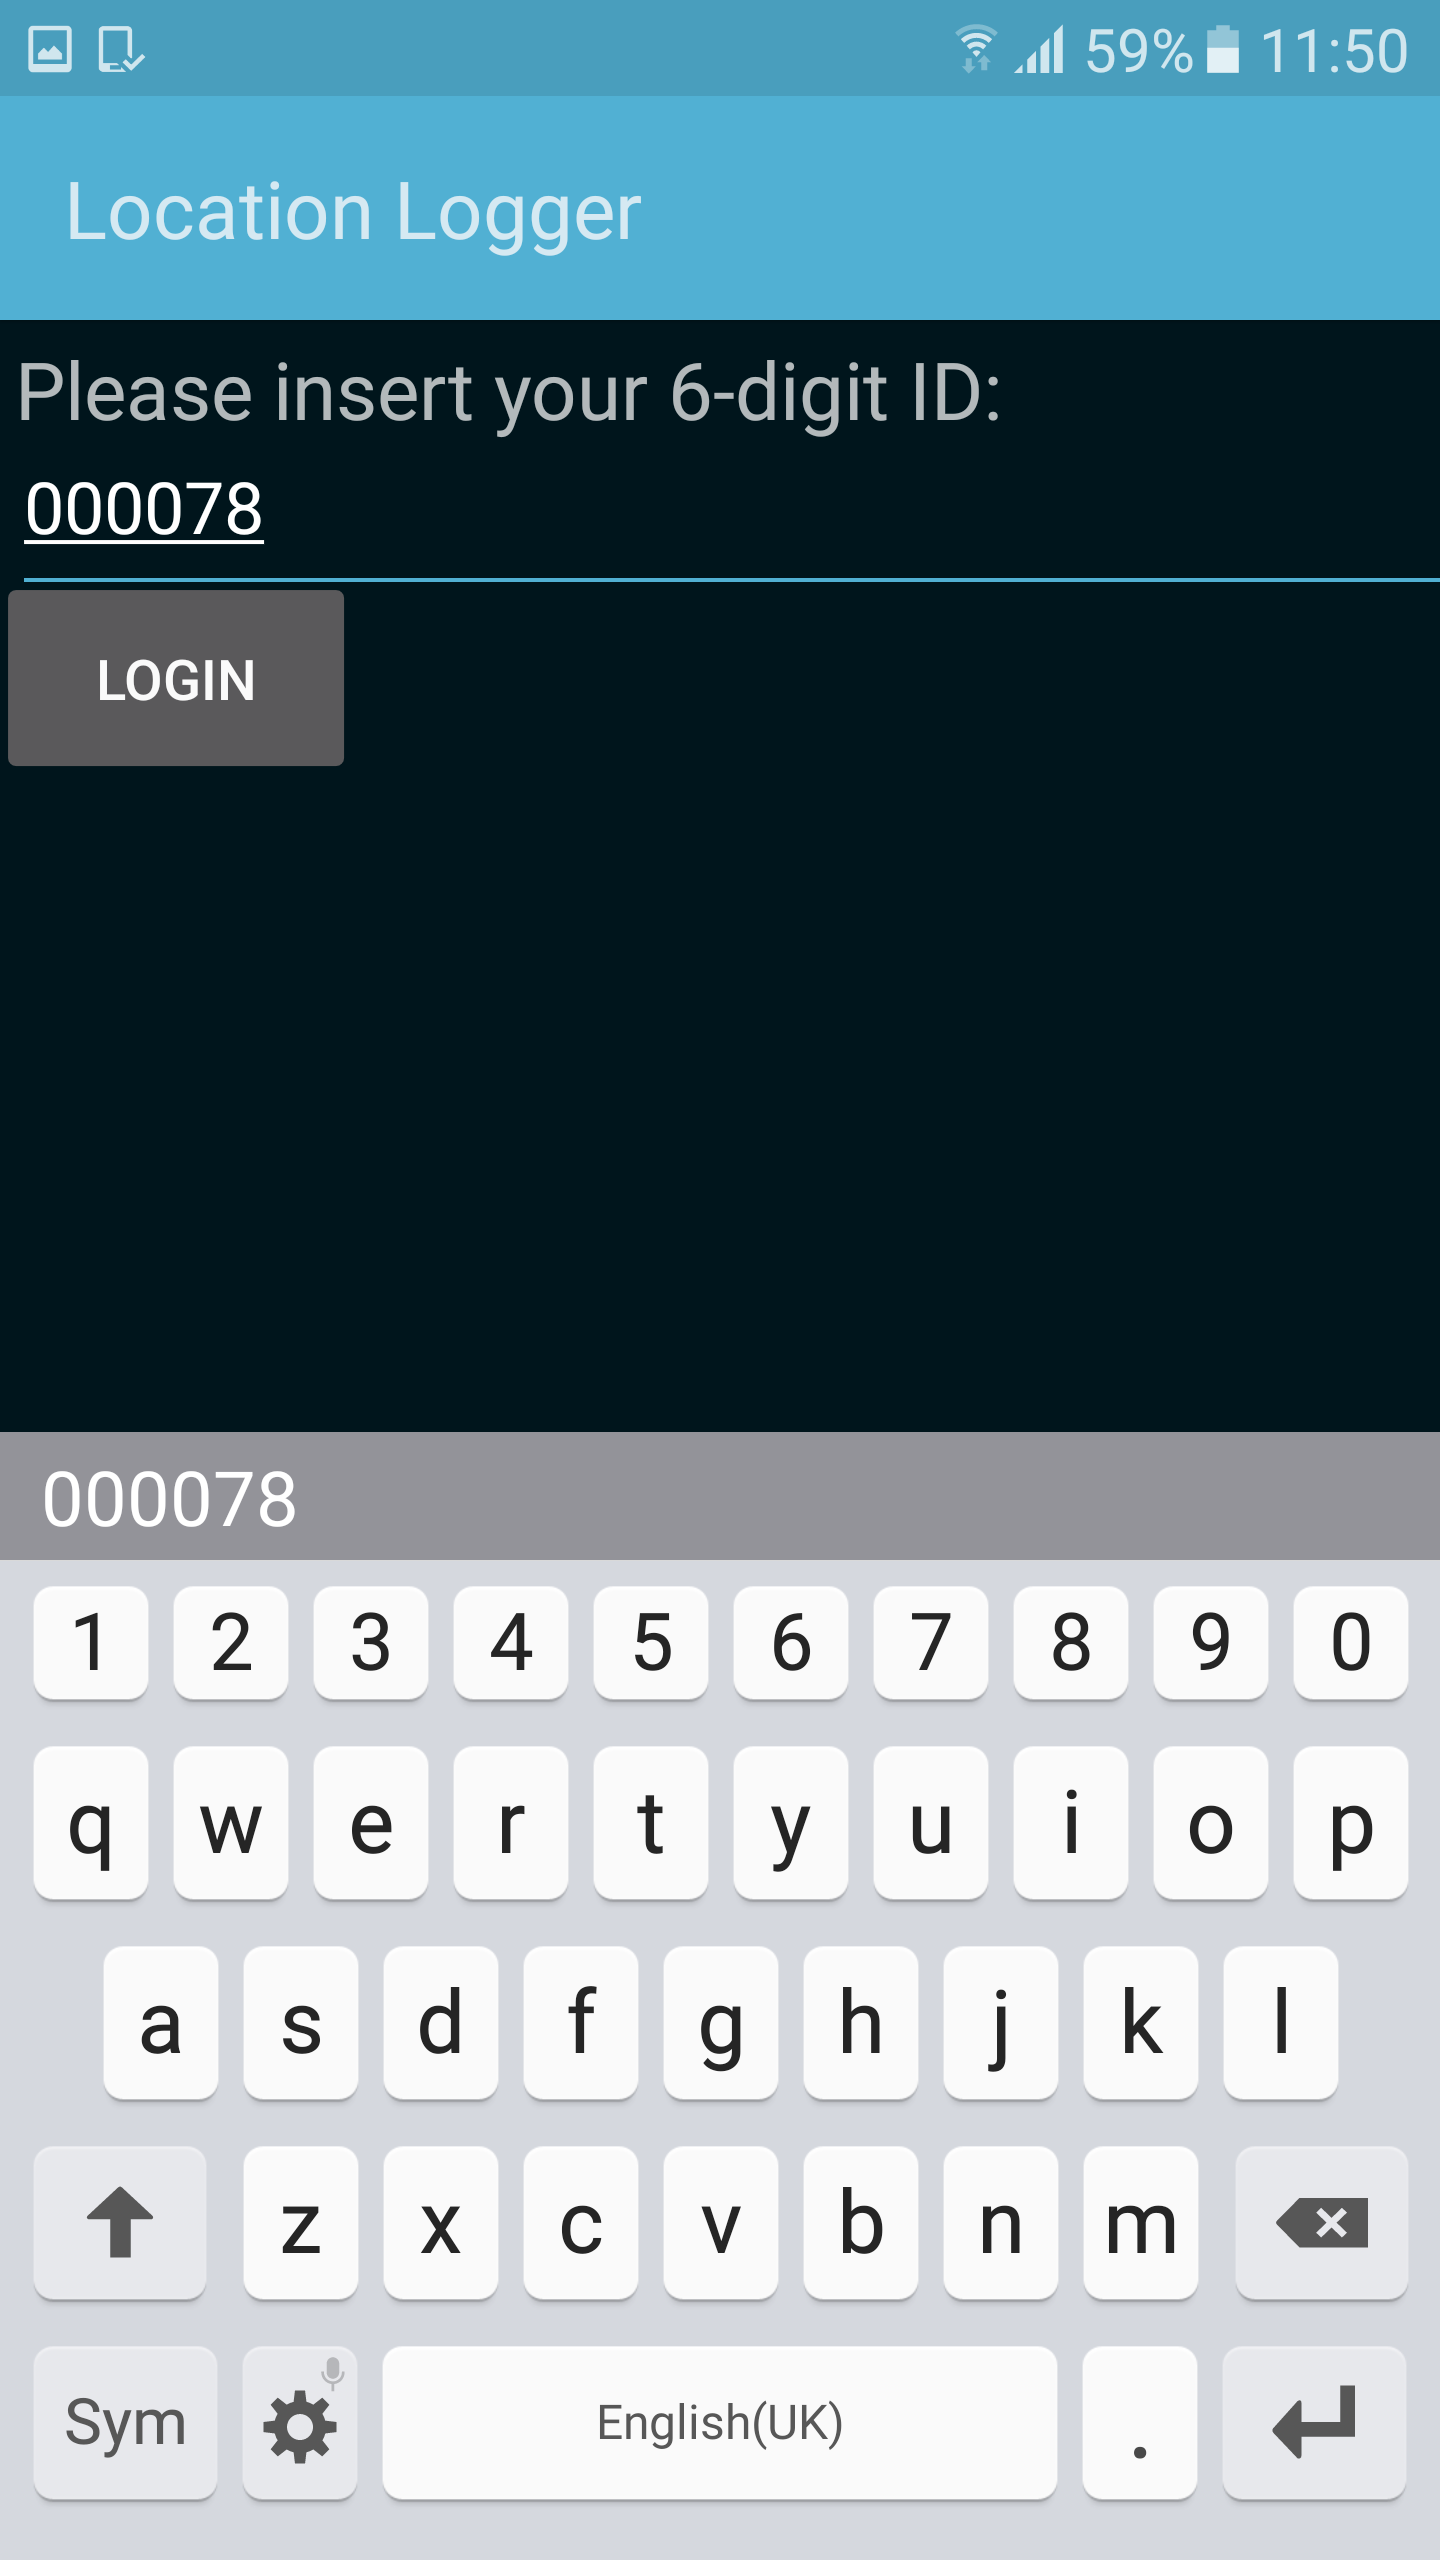 59% 11:50
Location Logger
Please insert your 6-digit ID:
000078
LOGIN
000078
1 2 3 4 5 6 7 8 9 0
q w e r t y u i o p
a s d f g h j k l
z x c v b n m
Sym English(UK) .